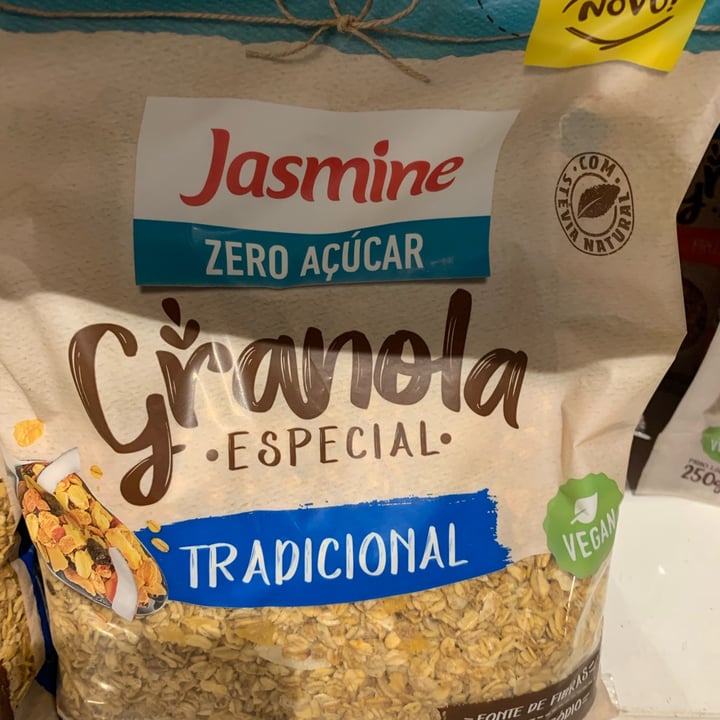 NOVO!
Jasmine
ZERO AÇÚCAR
COM
STEVIA NATURAL
Granola
•ESPECIAL•
TRADICIONAL
VEGAN
FONTE DE FIBRAS
250g